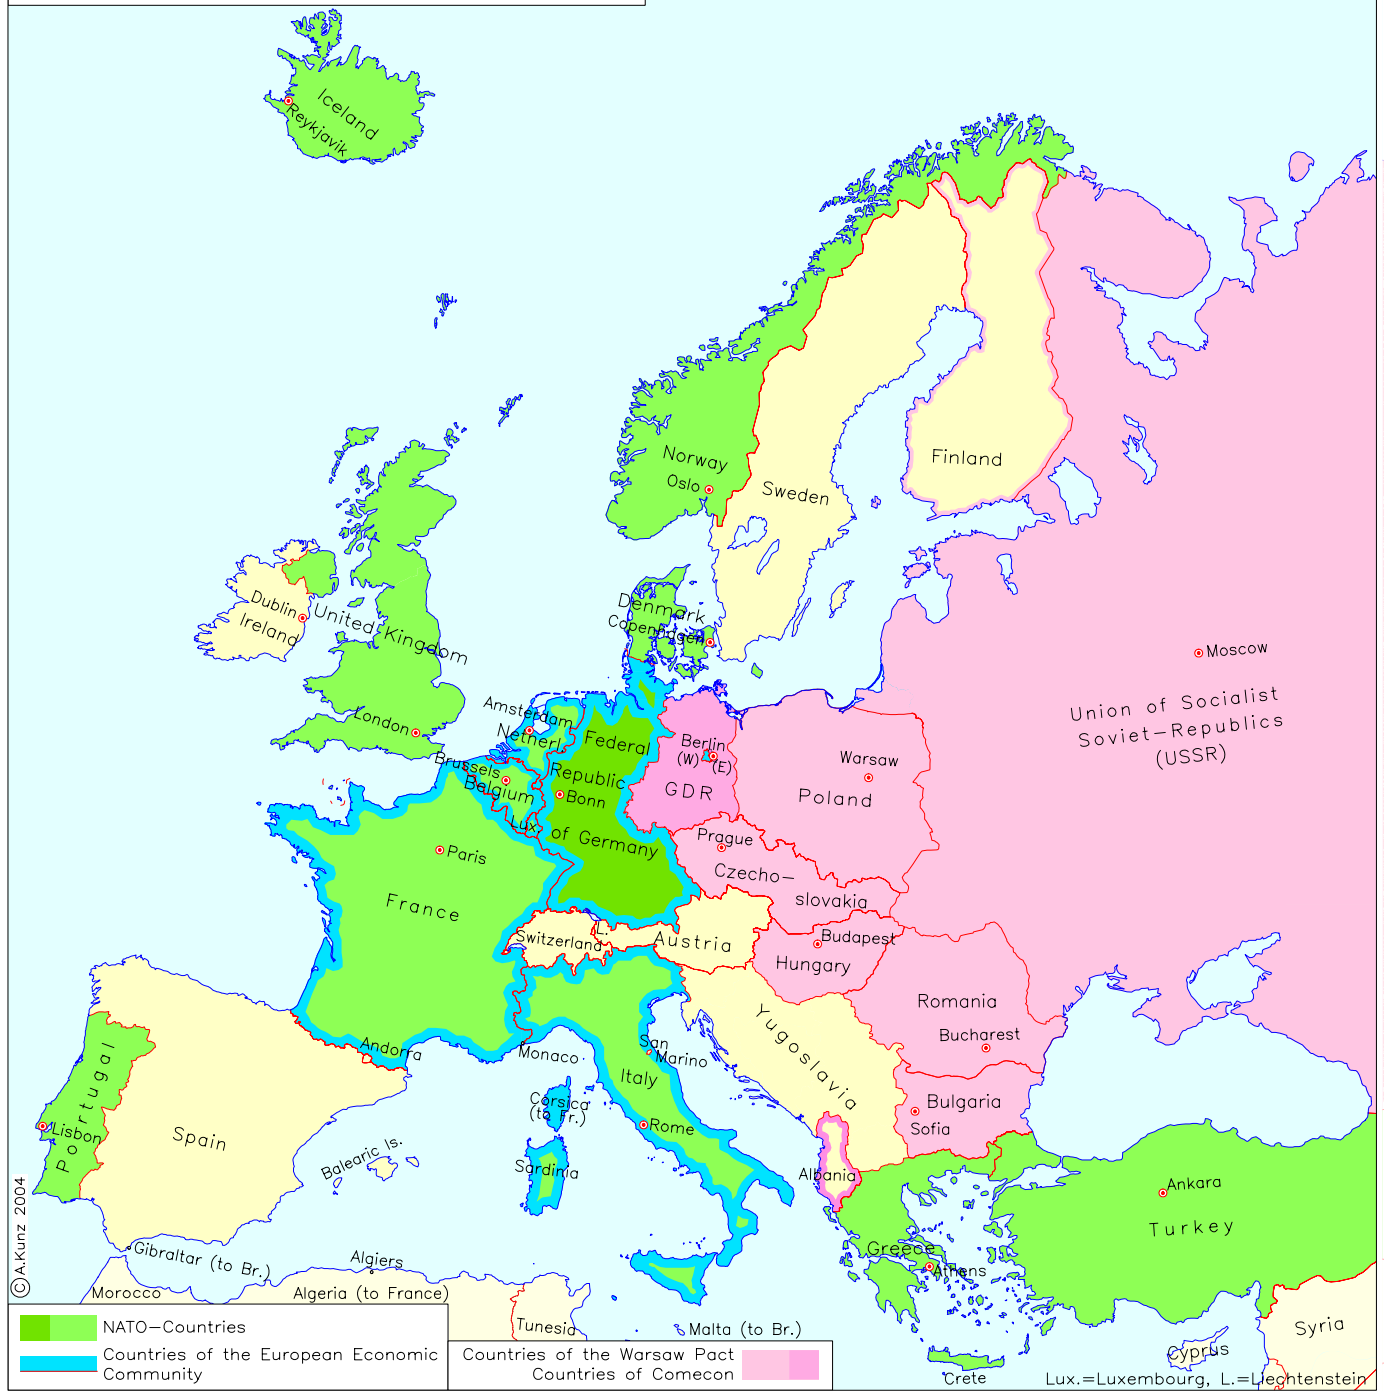 Iceland
Reykjavik
Norway
Oslo
Sweden
Finland
Denmark
Copenhagen
Dublin
Ireland
United Kingdom
London
Moscow
Union of Socialist
Soviet-Republics
(USSR)
Amsterdam
Netherl.
Brussels
Belgium
Lux.
Federal
Republic
Bonn
of Germany
Berlin
(W) (E)
GDR
Warsaw
Poland
Prague
Czecho-
slovakia
Paris
France
Switzerland
L.
Austria
Budapest
Hungary
Romania
Bucharest
Yugoslavia
Bulgaria
Sofia
Albania
Andorra
Monaco
San
Marino
Italy
Rome
Corsica
(to Fr.)
Sardinia
Portugal
Lisbon
Spain
Balearic Is.
Gibraltar (to Br.)
Algiers
Morocco
Algeria (to France)
Tunesia
Malta (to Br.)
Greece
Athens
Crete
Ankara
Turkey
Cyprus
Syria
©A.Kunz 2004
NATO-Countries
Countries of the European Economic
Community
Countries of the Warsaw Pact
Countries of Comecon
Lux.=Luxembourg, L.=Liechtenstein